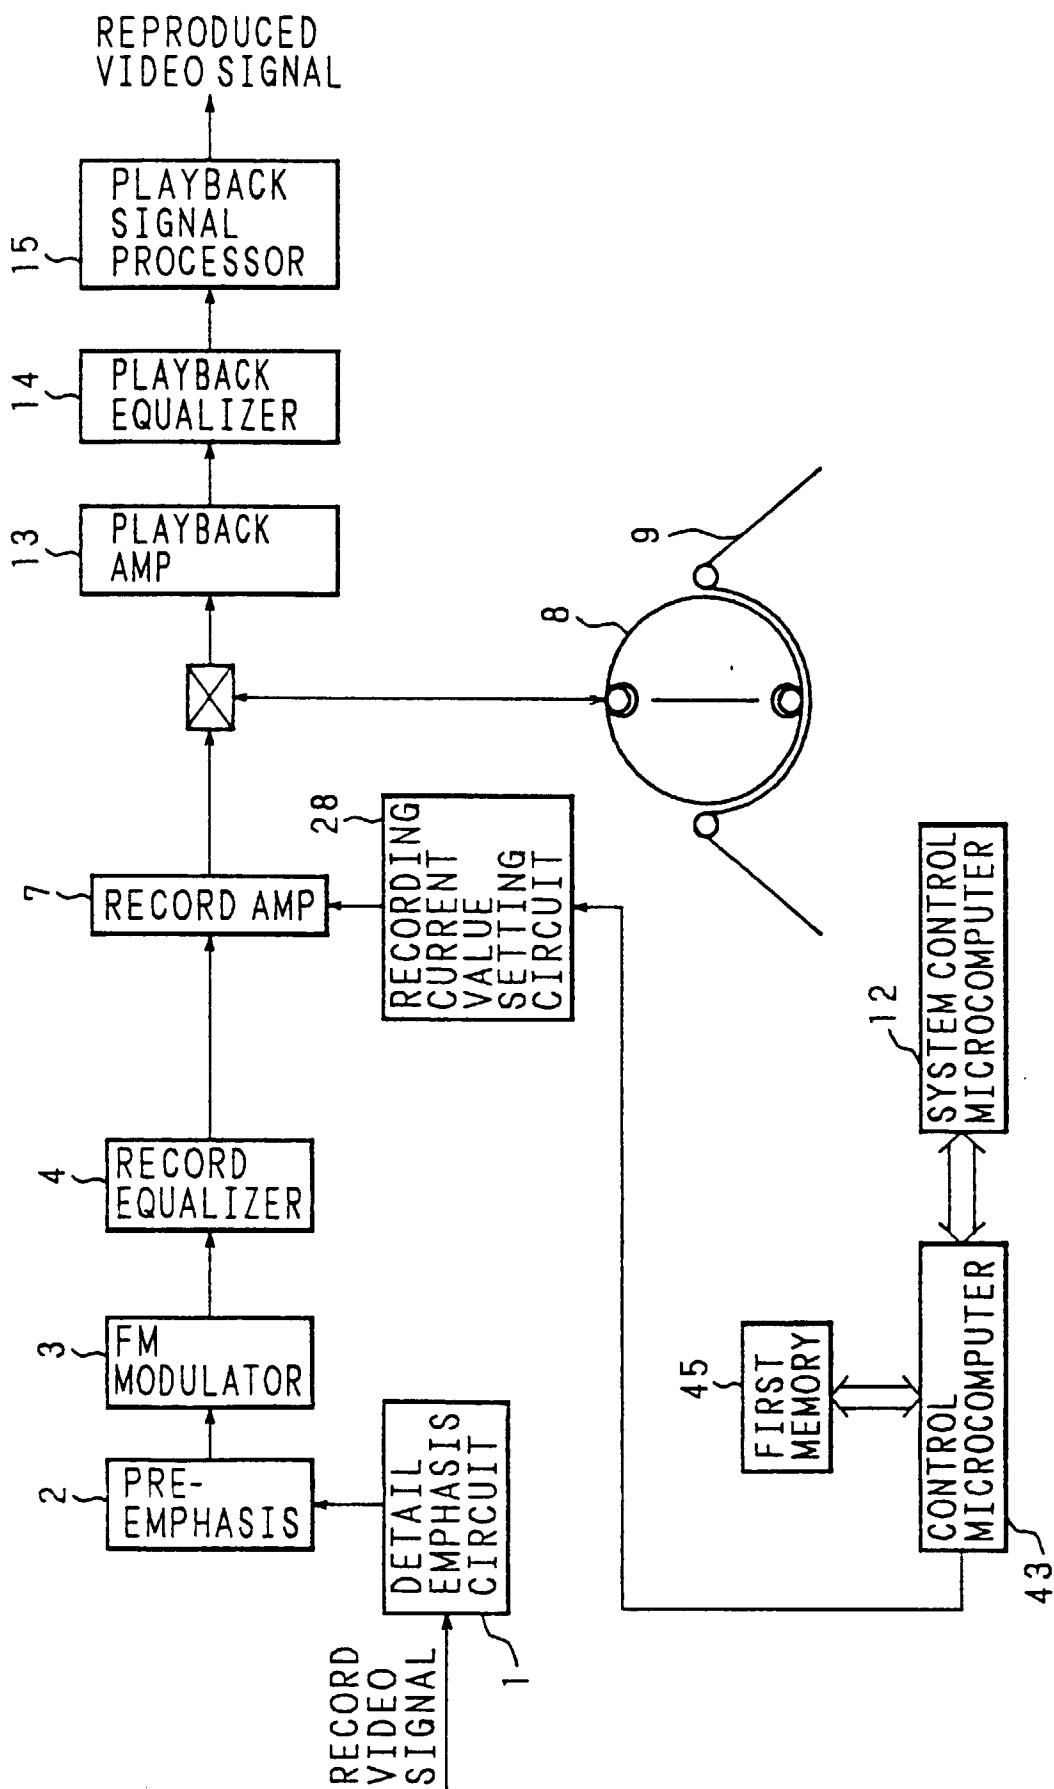 RECORD
VIDEO
SIGNAL
1
DETAIL
EMPHASIS
CIRCUIT
2
PRE-
EMPHASIS
3
FM
MODULATOR
4
RECORD
EQUALIZER
7
RECORD AMP
28
RECORDING
CURRENT
VALUE
SETTING
CIRCUIT
13
PLAYBACK
AMP
14
PLAYBACK
EQUALIZER
15
PLAYBACK
SIGNAL
PROCESSOR
REPRODUCED
VIDEO SIGNAL
8
9
45
FIRST
MEMORY
43
CONTROL
MICROCOMPUTER
12
SYSTEM CONTROL
MICROCOMPUTER